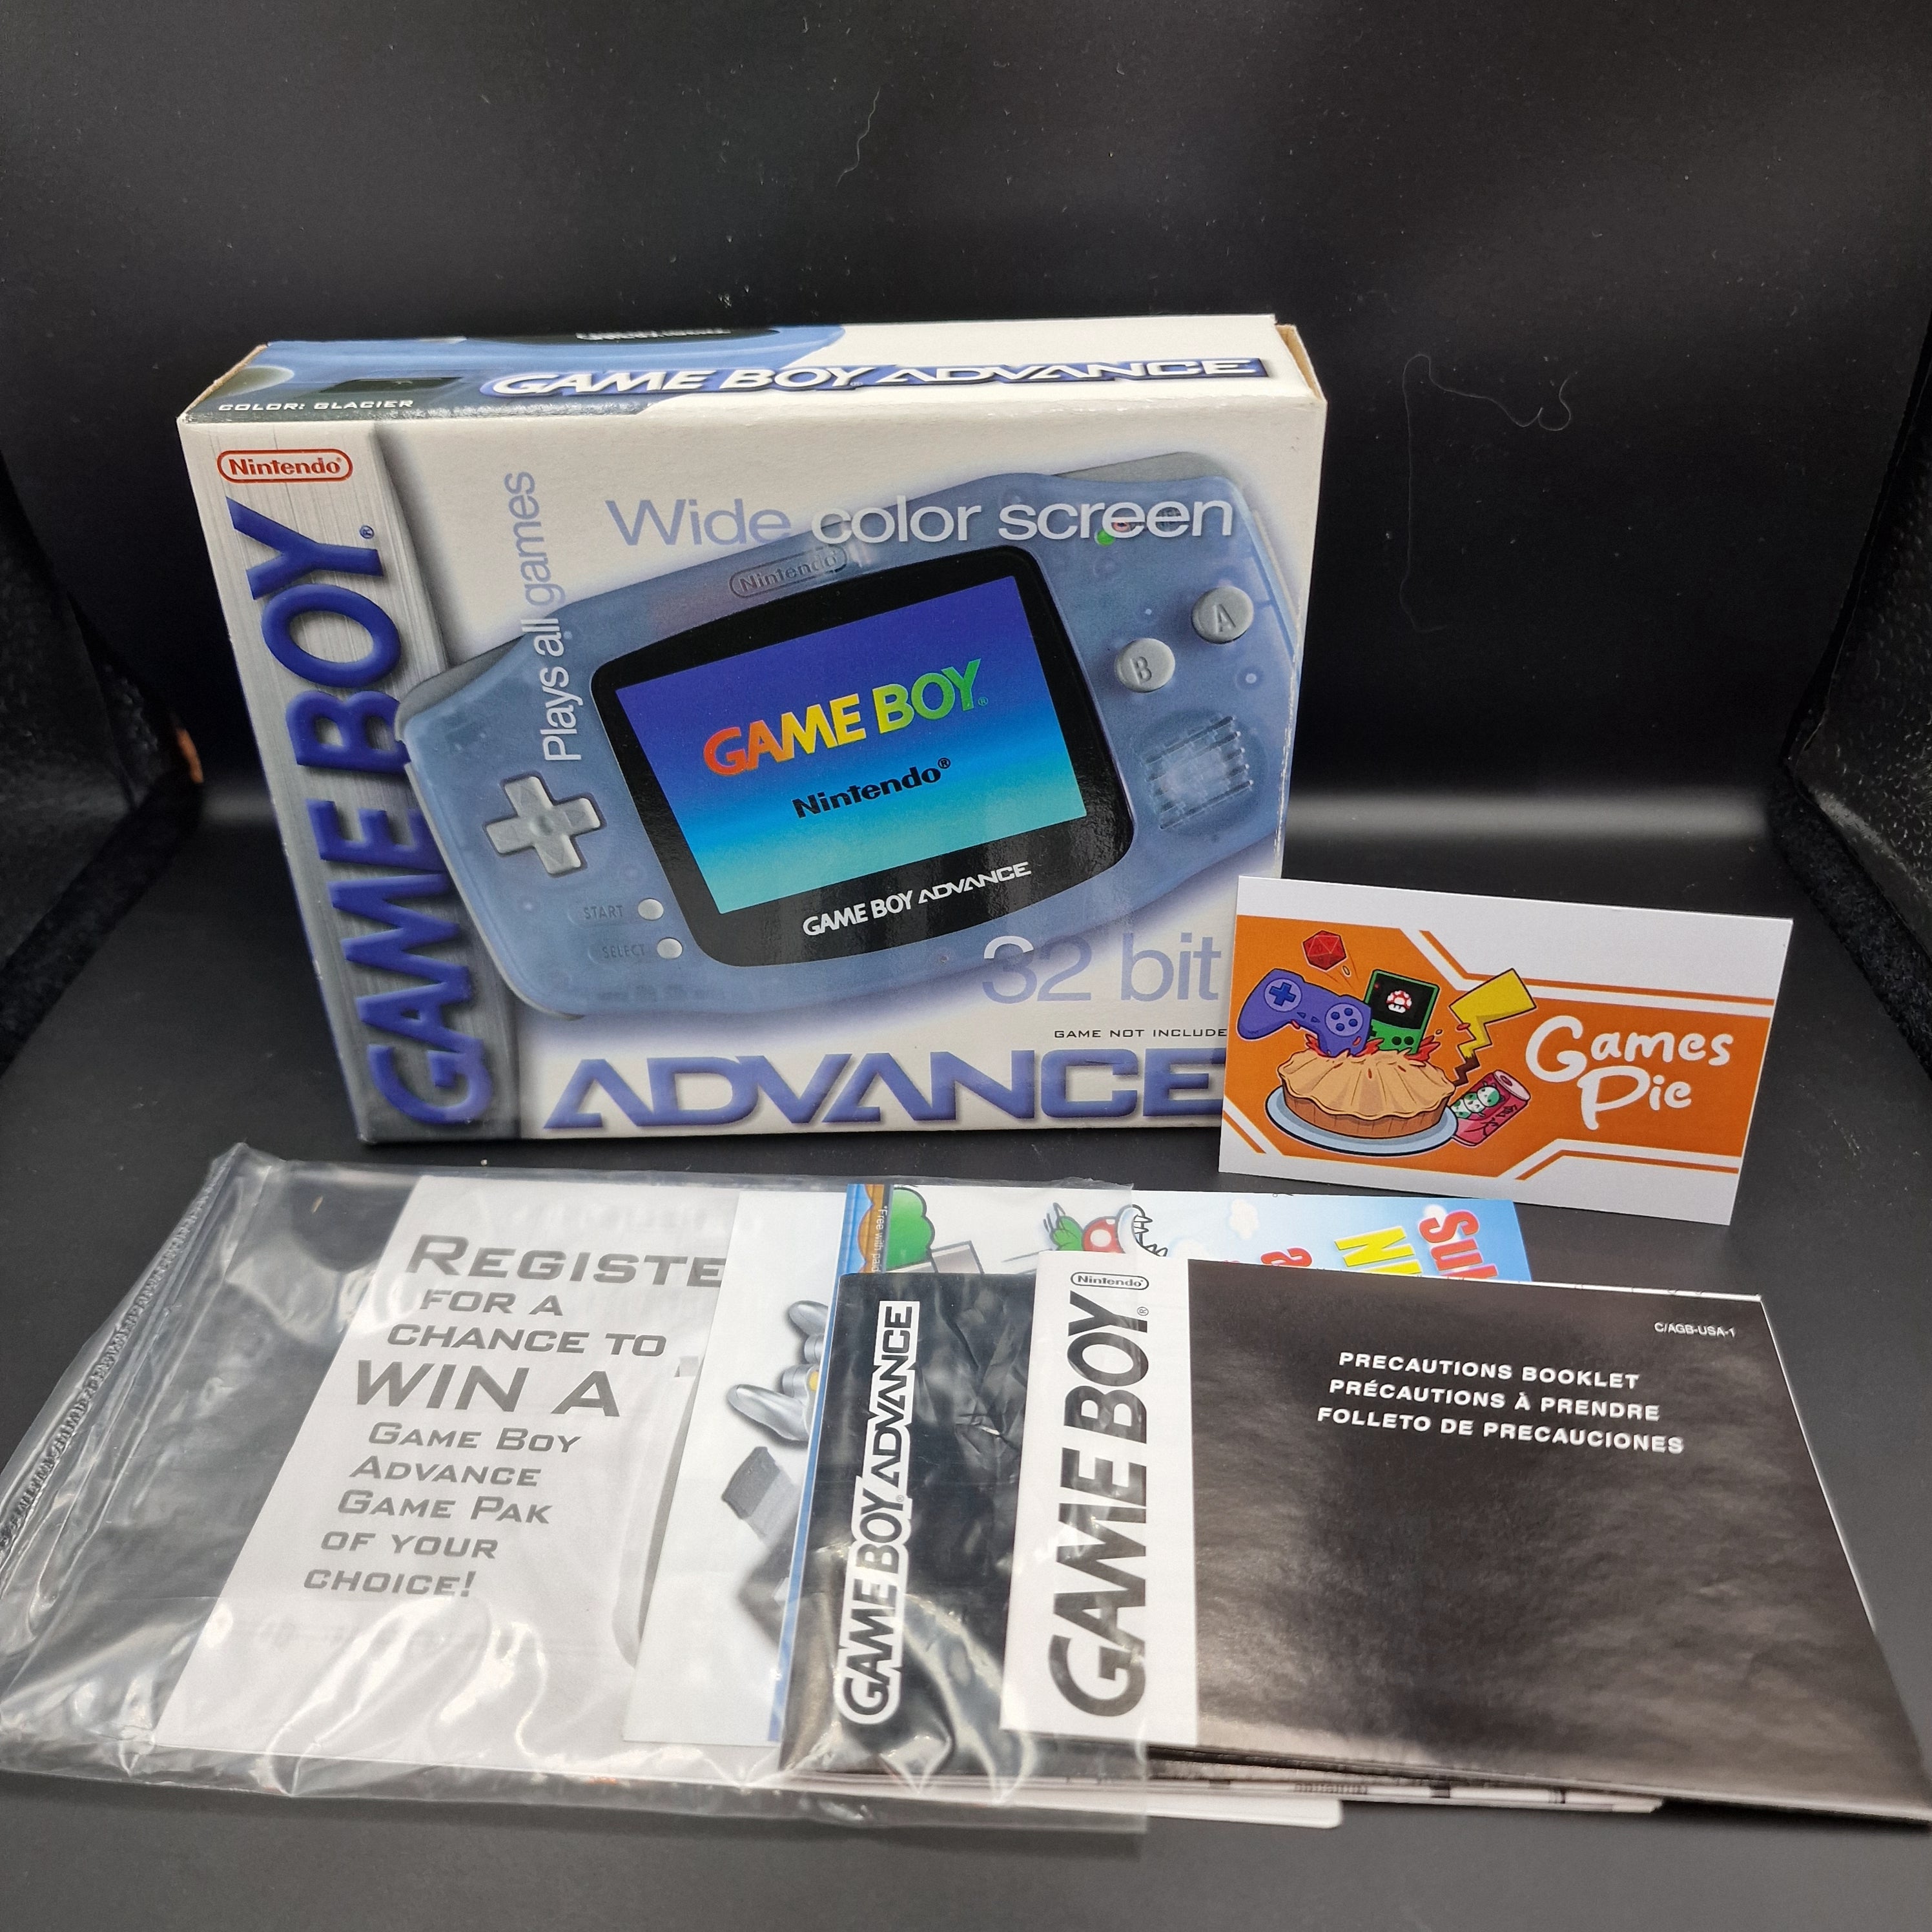 GAME BOY ADVANCE
COLOR: GLACIER
Nintendo®
GAME BOY®
Plays all games
Wide color screen
Nintendo
A
B
GAME BOY®
Nintendo®
START
SELECT
GAME BOY ADVANCE
32 bit
GAME NOT INCLUDE
ADVANCE
Games
Pie
REGISTE
FOR A
CHANCE TO
WIN A
GAME BOY
ADVANCE
GAME PAK
OF YOUR
CHOICE!
GAME BOY ADVANCE
Nintendo®
GAME BOY®
C/AGB-USA-1
PRECAUTIONS BOOKLET
PRÉCAUTIONS À PRENDRE
FOLLETO DE PRECAUCIONES